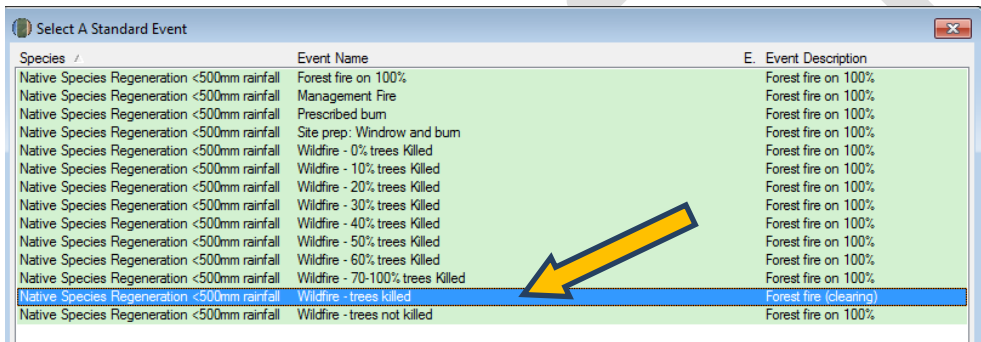 Select A Standard Event
Species Event Name E. Event Description
Native Species Regeneration <500mm rainfall Forest fire on 100% Forest fire on 100%
Native Species Regeneration <500mm rainfall Management Fire Forest fire on 100%
Native Species Regeneration <500mm rainfall Prescribed burn Forest fire on 100%
Native Species Regeneration <500mm rainfall Site prep: Windrow and burn Forest fire on 100%
Native Species Regeneration <500mm rainfall Wildfire - 0% trees Killed Forest fire on 100%
Native Species Regeneration <500mm rainfall Wildfire - 10% trees Killed Forest fire on 100%
Native Species Regeneration <500mm rainfall Wildfire - 20% trees Killed Forest fire on 100%
Native Species Regeneration <500mm rainfall Wildfire - 30% trees Killed Forest fire on 100%
Native Species Regeneration <500mm rainfall Wildfire - 40% trees Killed Forest fire on 100%
Native Species Regeneration <500mm rainfall Wildfire - 50% trees Killed Forest fire on 100%
Native Species Regeneration <500mm rainfall Wildfire - 60% trees Killed Forest fire on 100%
Native Species Regeneration <500mm rainfall Wildfire - 70-100% trees Killed Forest fire on 100%
Native Species Regeneration <500mm rainfall Wildfire - trees killed Forest fire (clearing)
Native Species Regeneration <500mm rainfall Wildfire - trees not killed Forest fire on 100%